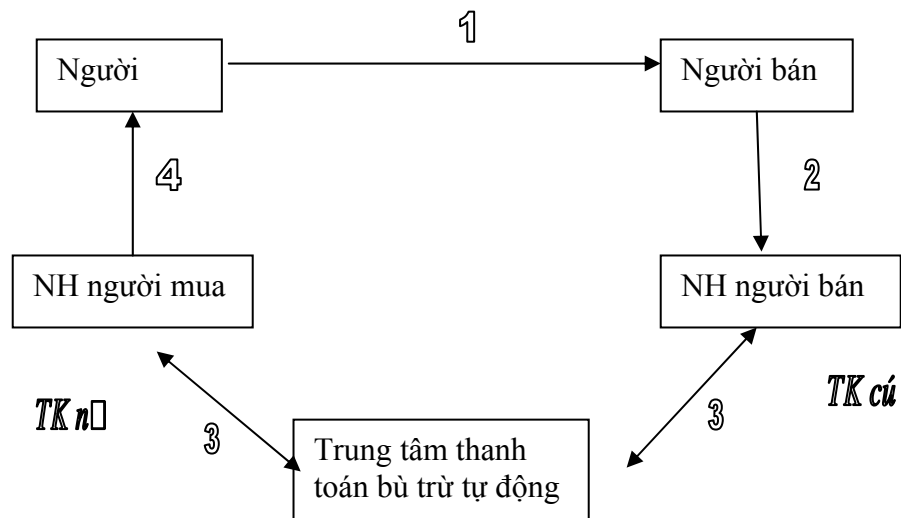 1
Người
Người bán
4
2
NH người mua
NH người bán
TK n□
3
3
TK cú
Trung tâm thanh
toán bù trừ tự động